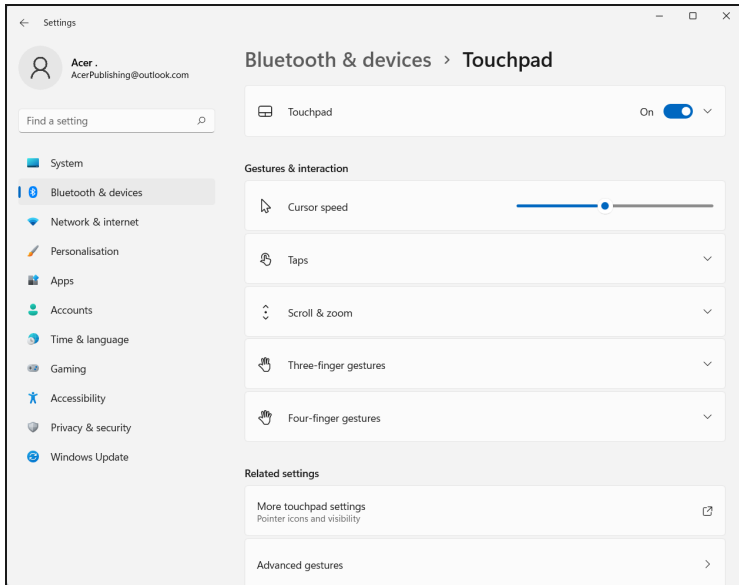 Settings
Acer .
AcerPublishing@outlook.com
Find a setting
System
Bluetooth & devices
Network & internet
Personalisation
Apps
Accounts
Time & language
Gaming
Accessibility
Privacy & security
Windows Update
Bluetooth & devices > Touchpad
Touchpad On
Gestures & interaction
Cursor speed
Taps
Scroll & zoom
Three-finger gestures
Four-finger gestures
Related settings
More touchpad settings
Pointer icons and visibility
Advanced gestures